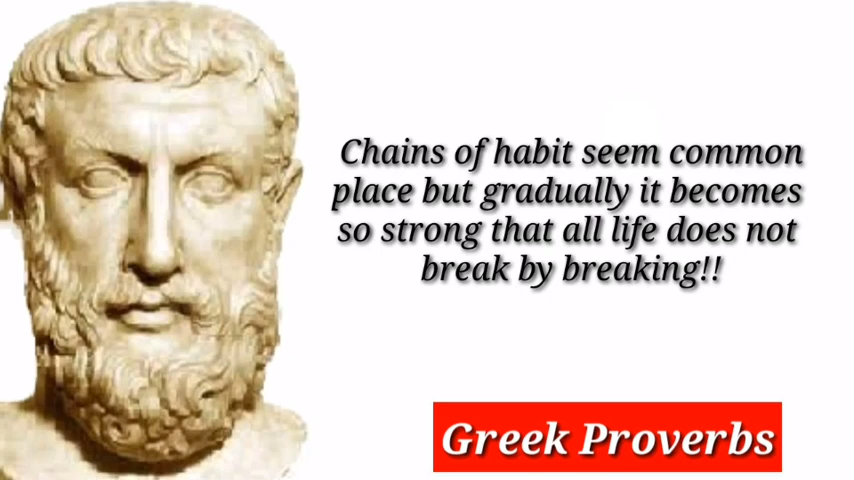 Chains of habit seem common
place but gradually it becomes
so strong that all life does not
break by breaking!!
Greek Proverbs